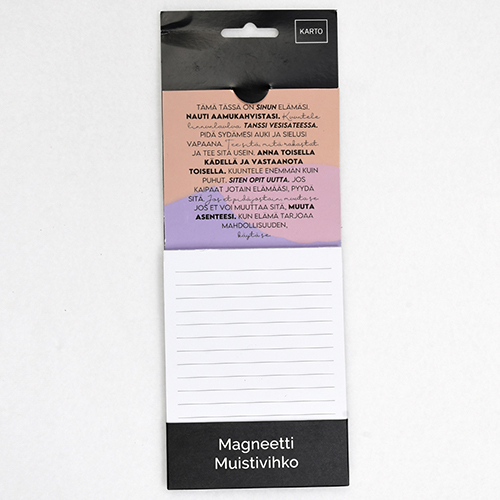 KARTO
TÄMÄ TÄSSÄ ON SINUN ELÄMÄSI.
NAUTI AAMUKAHVISTASI. Kuuntele
linnunlaulua. TANSSI VESISATEESSA.
PIDÄ SYDÄMESI AUKI JA SIELUSI
VAPAANA. Tee sitä mitä rakastat
JA TEE SITÄ USEIN. ANNA TOISELLA
KÄDELLÄ JA VASTAANOTA
TOISELLA. KUUNTELE ENEMMÄN KUIN
PUHUT. SITEN OPIT UUTTA. JOS
KAIPAAT JOTAIN ELÄMÄÄSI, PYYDÄ
SITÄ. Jos et pidä jostain muuta se.
JOS ET VOI MUUTTAA SITÄ, MUUTA
ASENTEESI. KUN ELÄMÄ TARJOAA
MAHDOLLISUUDEN,
käytä se.
Magneetti
Muistivihko